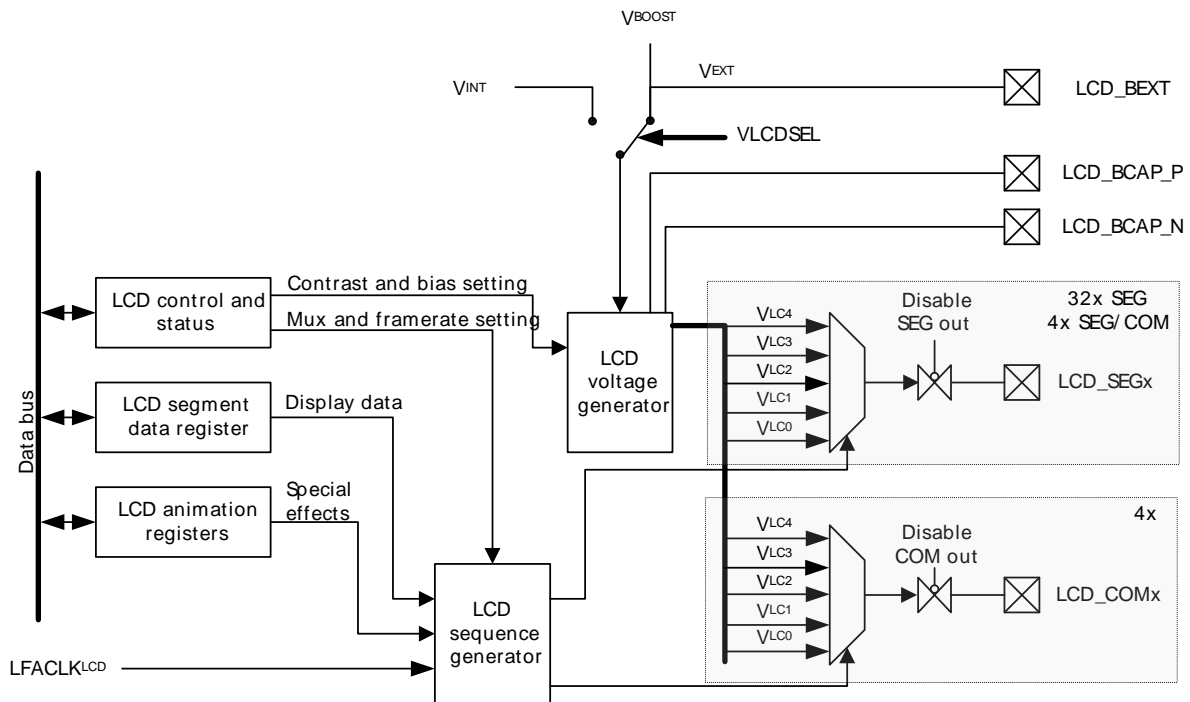 VBOOST
VINT
VEXT
LCD_BEXT
VLCDSEL
LCD_BCAP_P
LCD_BCAP_N
Data bus
LCD control and
status
Contrast and bias setting
Mux and framerate setting
LCD
voltage
generator
32x SEG
4x SEG/COM
Disable
SEG out
VLC4
VLC3
VLC2
VLC1
VLC0
LCD_SEGx
LCD segment
data register
Display data
LCD animation
registers
Special
effects
4x
Disable
COM out
VLC4
VLC3
VLC2
VLC1
VLC0
LCD_COMx
LCD
sequence
generator
LFACLKLCD